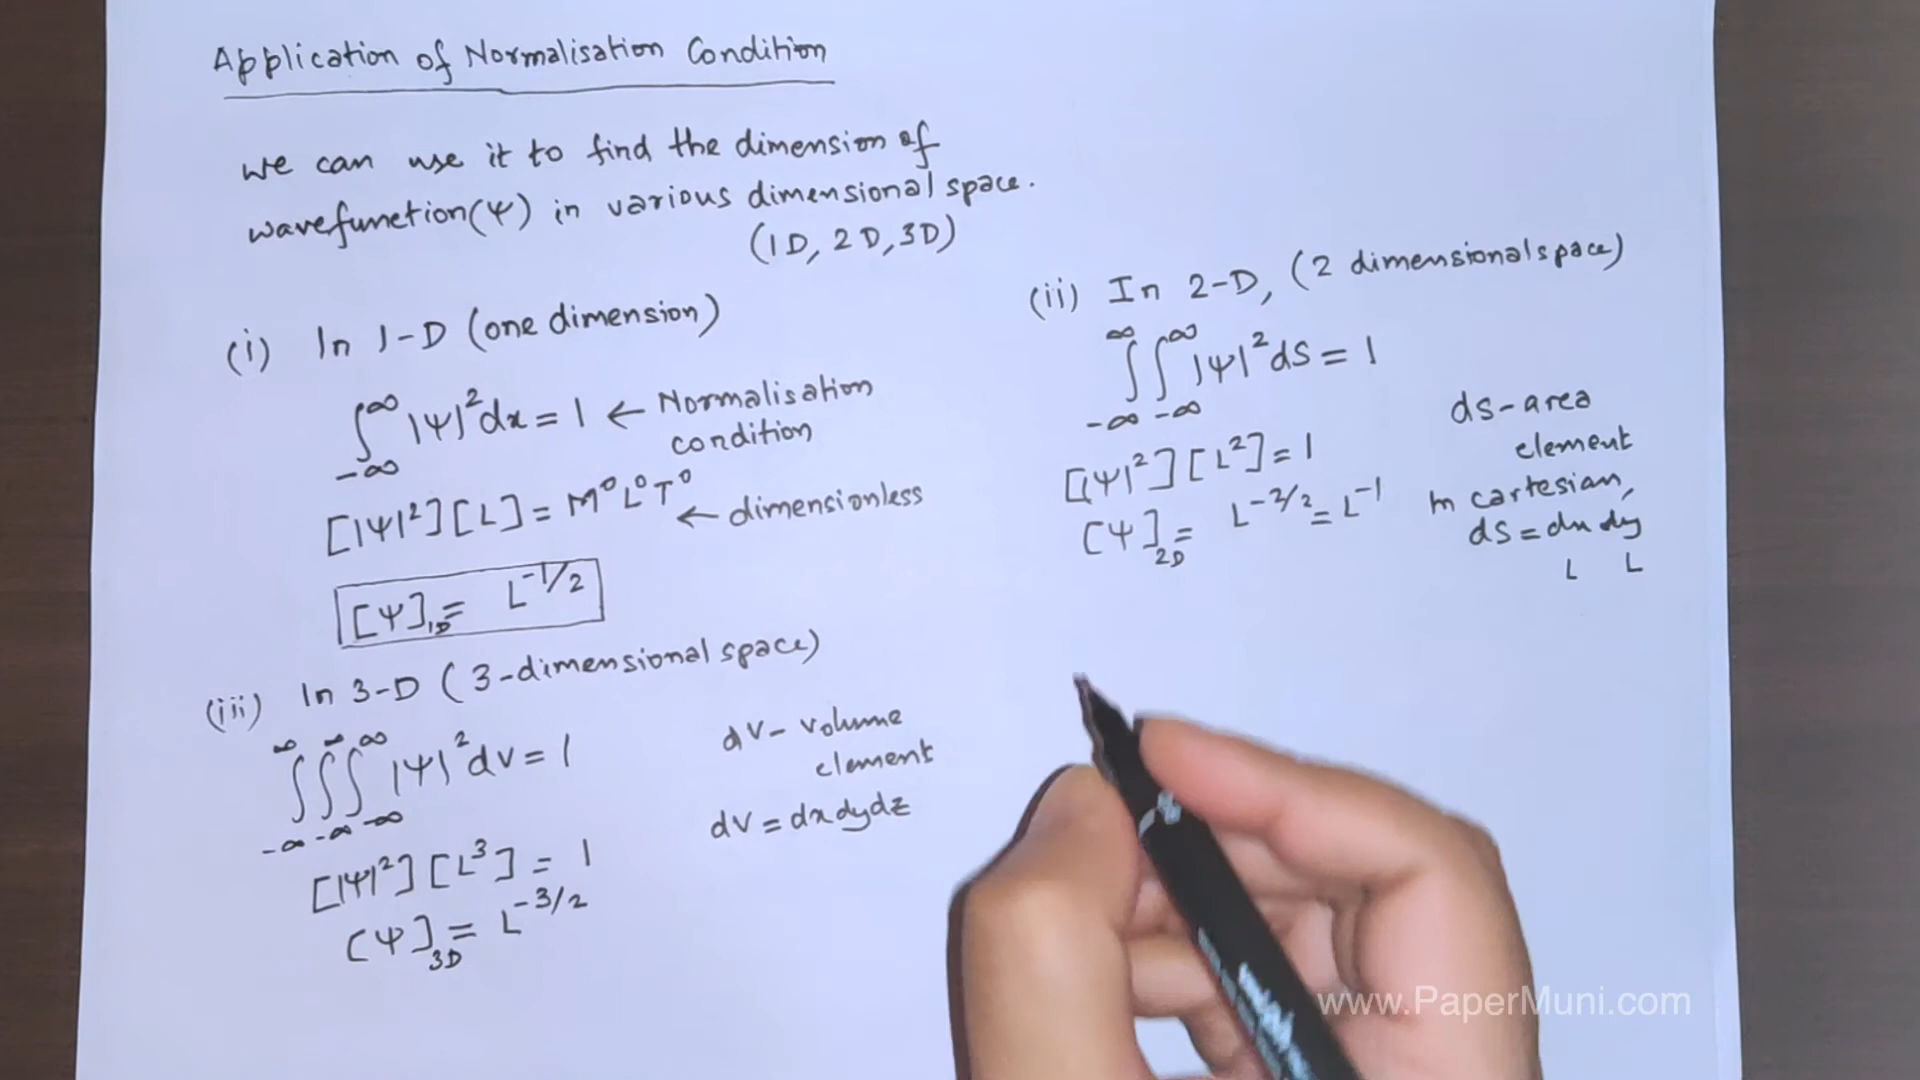 Application of Normalisation Condition
we can use it to find the dimension of
wavefunction(Ψ) in various dimensional space.
(1D, 2D, 3D)
(i) In 1-D (one dimension)
∫_{-∞}^{∞} |Ψ|² dx = 1 ← Normalisation
condition
[|Ψ|²][L] = M⁰L⁰T⁰
← dimensionless
[Ψ]_{1D} = L^{-1/2}
(ii) In 2-D, (2 dimensional space)
∫_{-∞}^{∞} ∫_{-∞}^{∞} |Ψ|² ds = 1
ds - area
element
[|Ψ|²][L²] = 1
In cartesian,
[Ψ]_{2D} = L^{-2/2} = L^{-1}
ds = dx dy
L L
(iii) In 3-D (3-dimensional space)
∫_{-∞}^{∞} ∫_{-∞}^{∞} ∫_{-∞}^{∞} |Ψ|² dv = 1
dv - volume
element
dv = dx dy dz
[|Ψ|²][L³] = 1
[Ψ]_{3D} = L^{-3/2}
www.PaperMuni.com